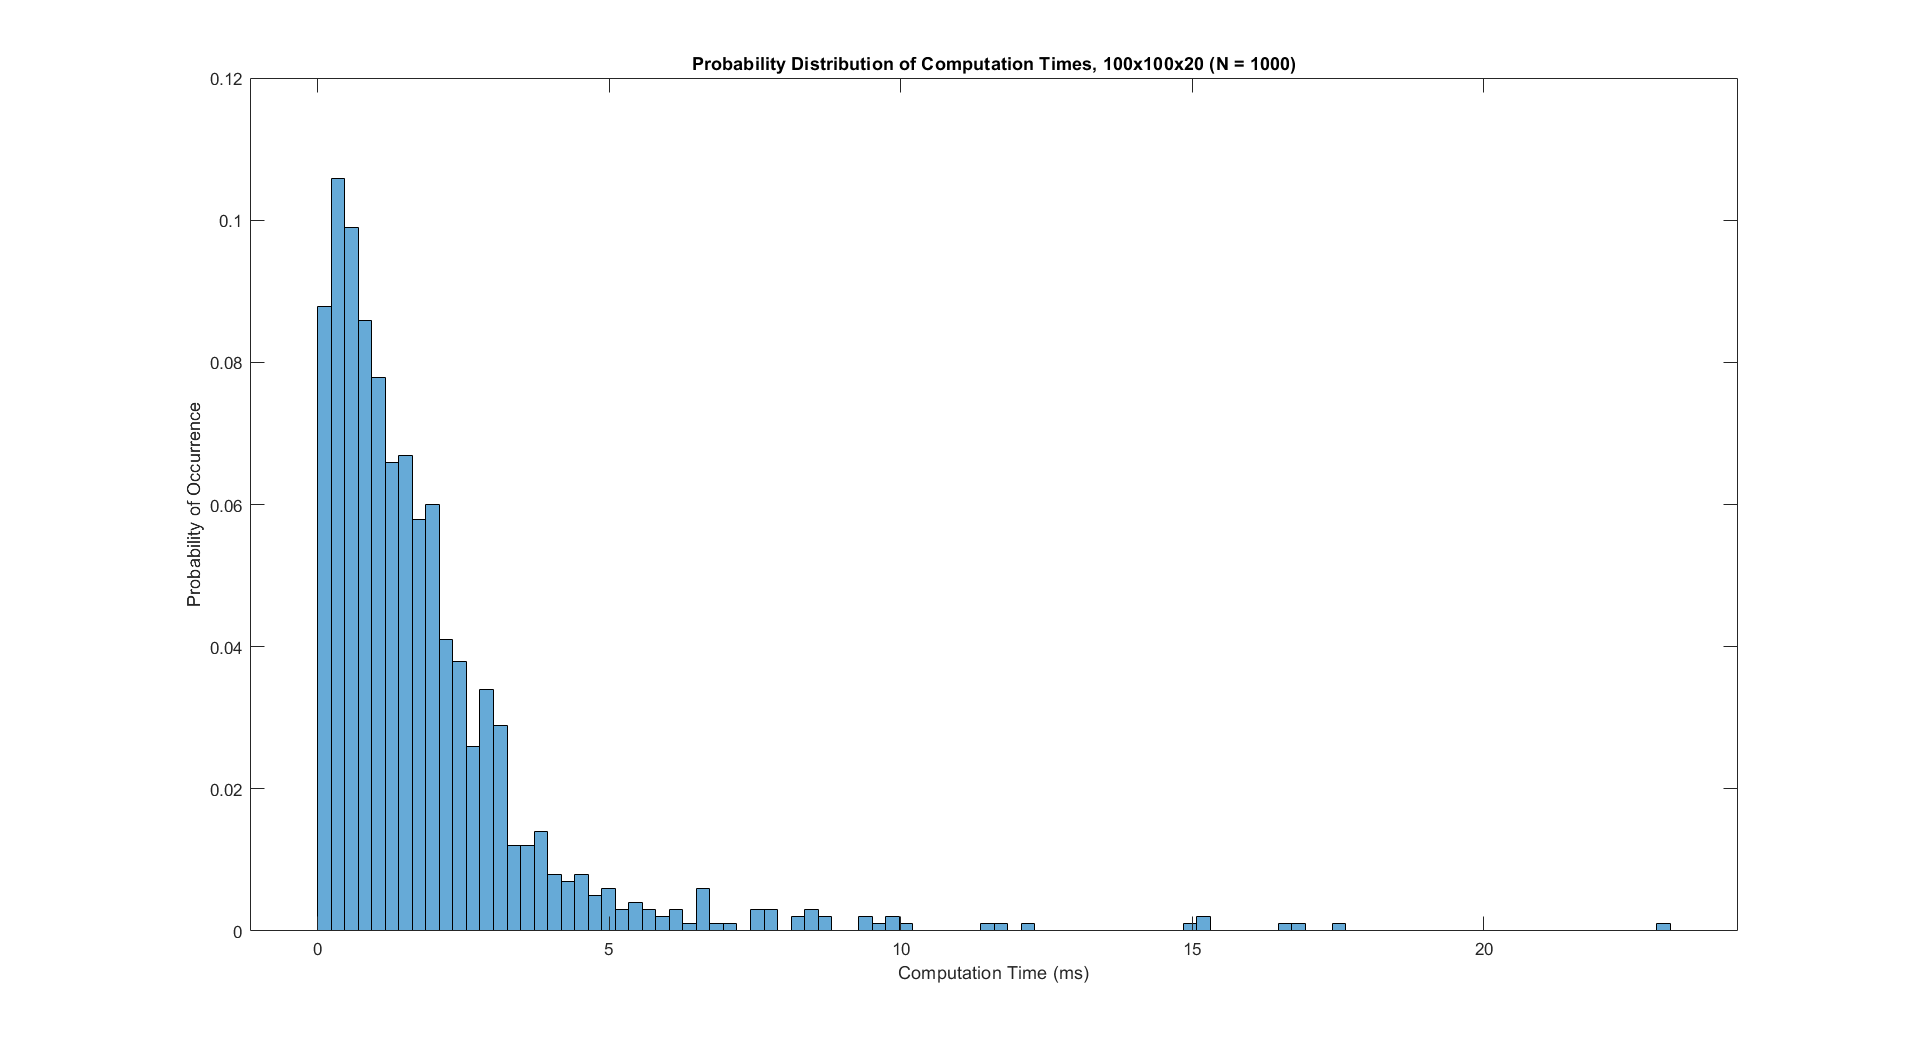 Probability Distribution of Computation Times, 100x100x20 (N = 1000)
0.12
0.1
0.08
0.06
0.04
0.02
0
Probability of Occurrence
0 5 10 15 20
Computation Time (ms)